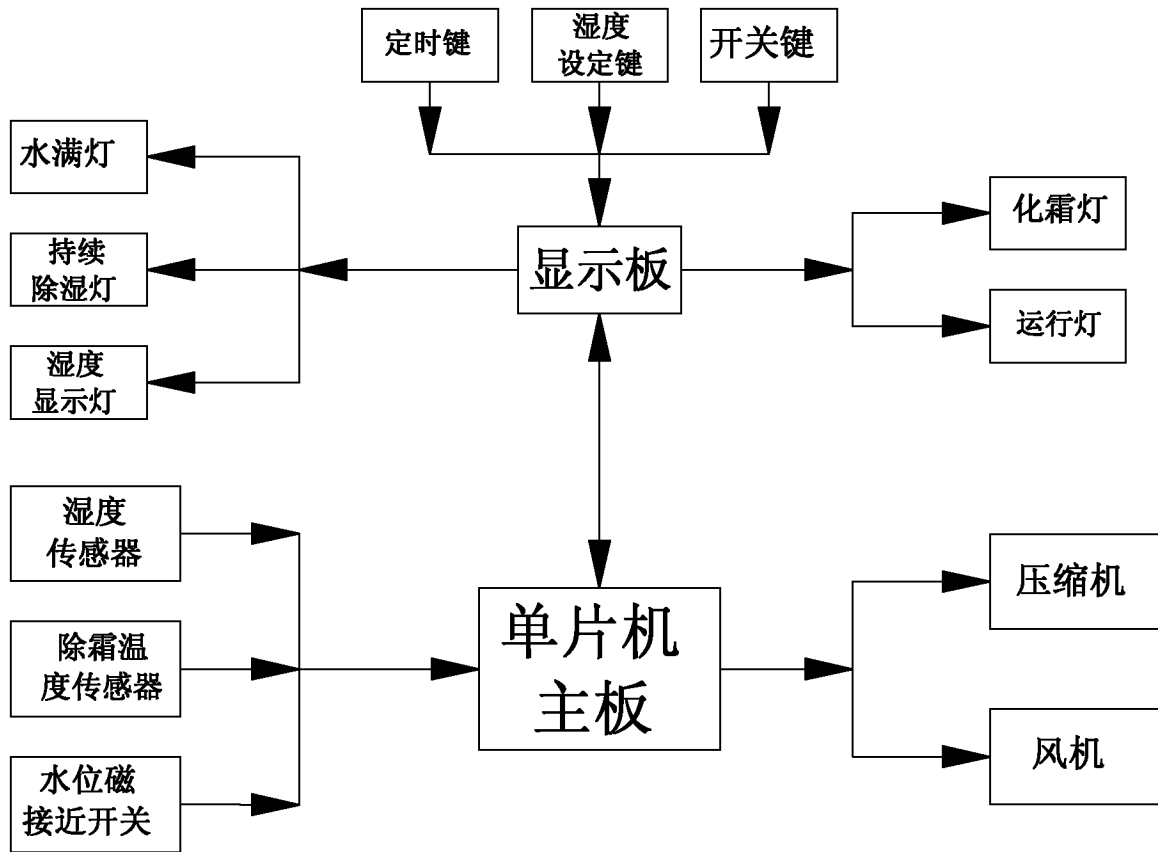 定时键
湿度
设定键
开关键
水满灯
持续
除湿灯
湿度
显示灯
显示板
化霜灯
运行灯
湿度
传感器
除霜温
度传感器
水位磁
接近开关
单片机
主板
压缩机
风机